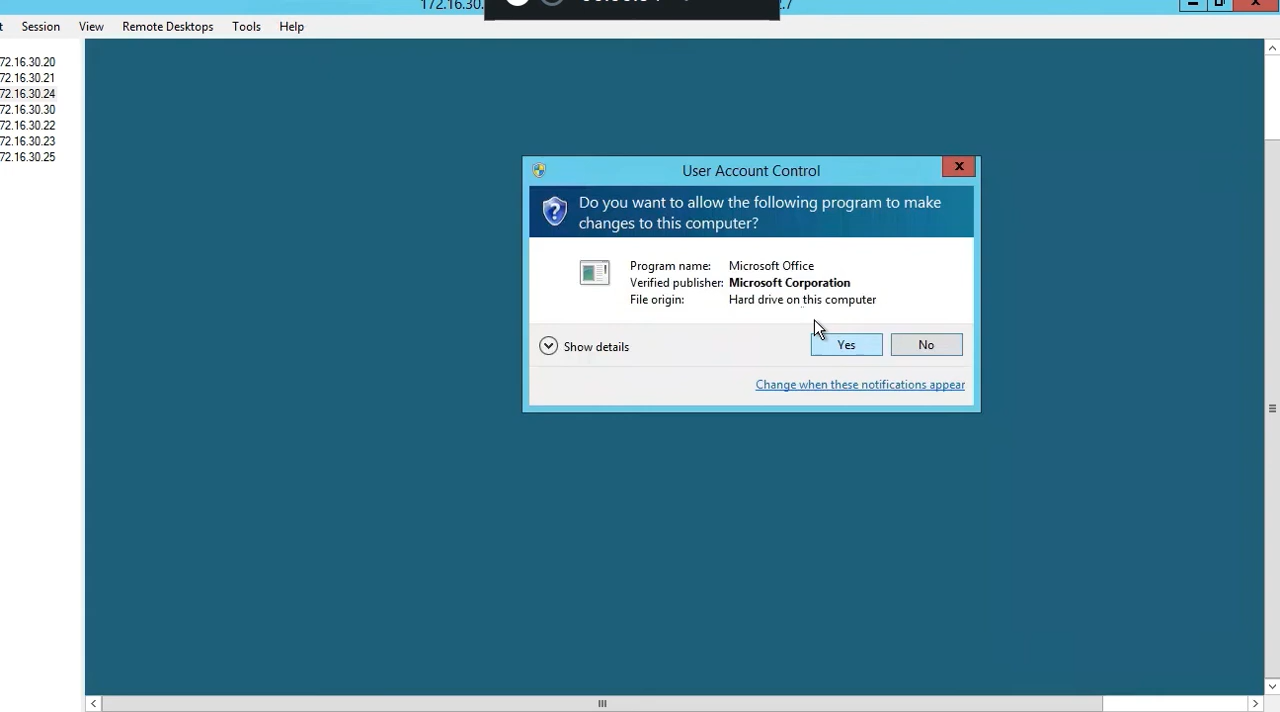 172.16.30.
Session View Remote Desktops Tools Help
72.16.30.20
72.16.30.21
72.16.30.24
72.16.30.30
72.16.30.22
72.16.30.23
72.16.30.25
User Account Control
Do you want to allow the following program to make
changes to this computer?
Program name: Microsoft Office
Verified publisher: Microsoft Corporation
File origin: Hard drive on this computer
Show details
Yes
No
Change when these notifications appear